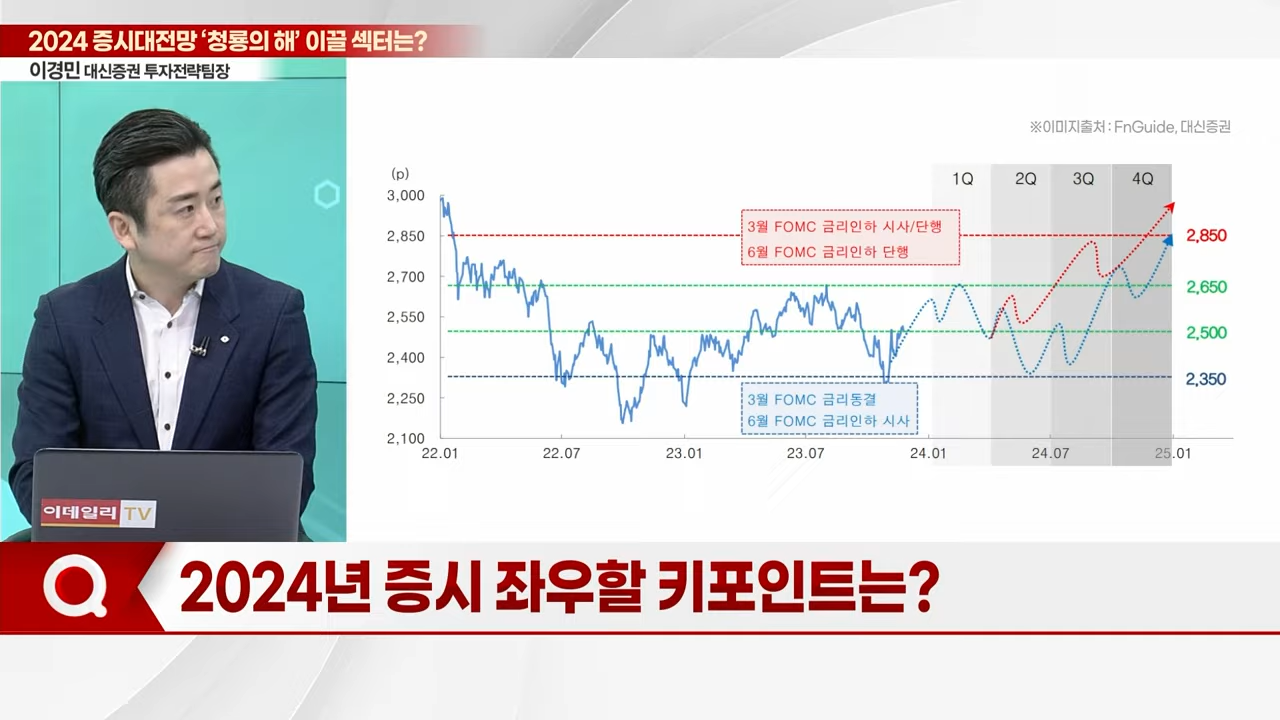 2024 증시대전망 ‘청룡의 해’ 이끌 섹터는?
이경민 대신증권 투자전략팀장
※이미지출처 : FnGuide, 대신증권
(p)
1Q 2Q 3Q 4Q
3,000
2,850
2,700
2,550
2,400
2,250
2,100
3월 FOMC 금리인하 시사/단행
6월 FOMC 금리인하 단행
2,850
2,650
2,500
2,350
3월 FOMC 금리동결
6월 FOMC 금리인하 시사
22.01 22.07 23.01 23.07 24.01 24.07 25.01
이데일리 TV
2024년 증시 좌우할 키포인트는?